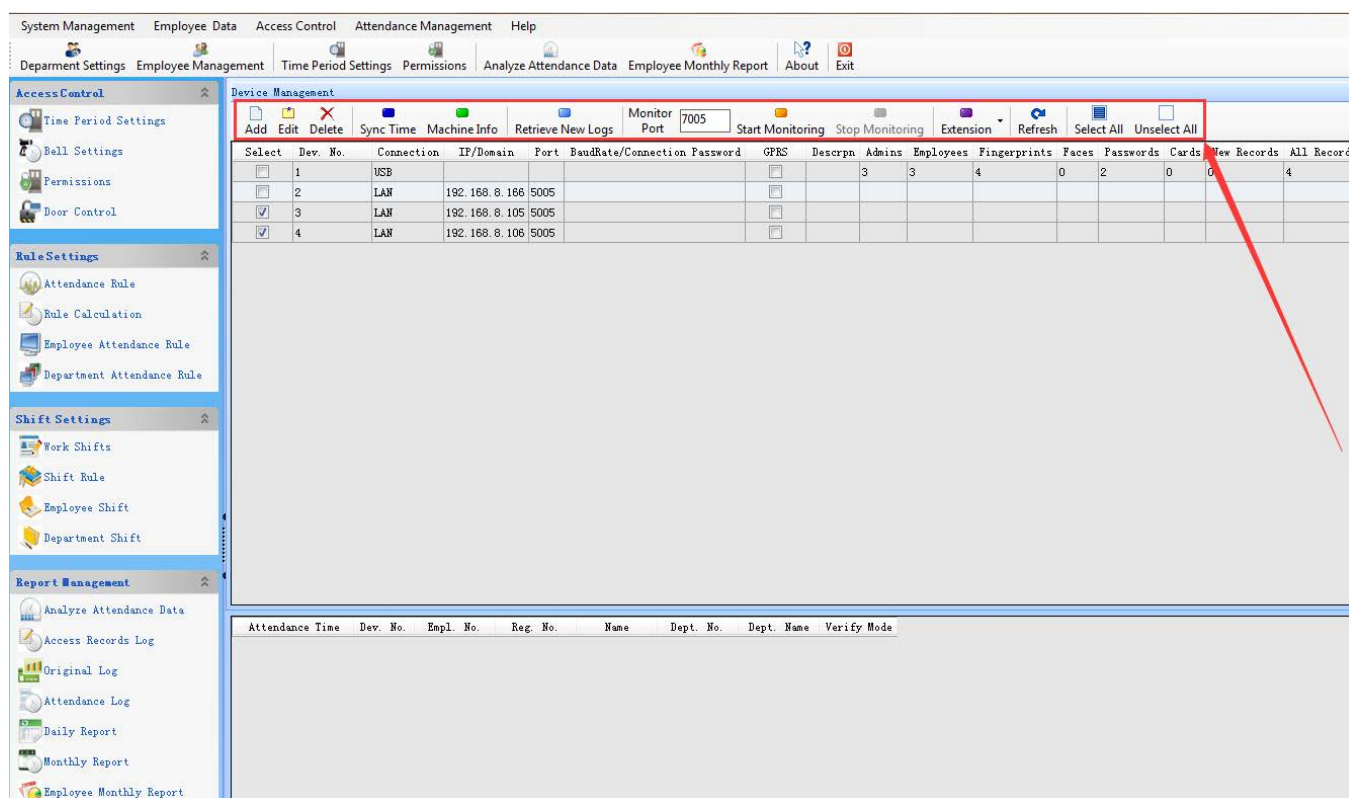 System Management Employee Data Access Control Attendance Management Help
Deparment Settings Employee Management Time Period Settings Permissions Analyze Attendance Data Employee Monthly Report About Exit
Access Control
Time Period Settings
Bell Settings
Permissions
Door Control
Rule Settings
Attendance Rule
Rule Calculation
Employee Attendance Rule
Department Attendance Rule
Shift Settings
Work Shifts
Shift Rule
Employee Shift
Department Shift
Report Management
Analyze Attendance Data
Access Records Log
Original Log
Attendance Log
Daily Report
Monthly Report
Employee Monthly Report
Device Management
Add Edit Delete Sync Time Machine Info Retrieve New Logs Monitor Port 7005 Start Monitoring Stop Monitoring Extension Refresh Select All Unselect All
Select Dev. No. Connection IP/Domain Port BaudRate/Connection Password GPRS Descrpn Admins Employees Fingerprints Faces Passwords Cards New Records All Record
1 USB 3 3 4 0 2 0 0 4
2 LAN 192.168.8.166 5005
3 LAN 192.168.8.105 5005
4 LAN 192.168.8.106 5005
Attendance Time Dev. No. Empl. No. Reg. No. Name Dept. No. Dept. Name Verify Mode